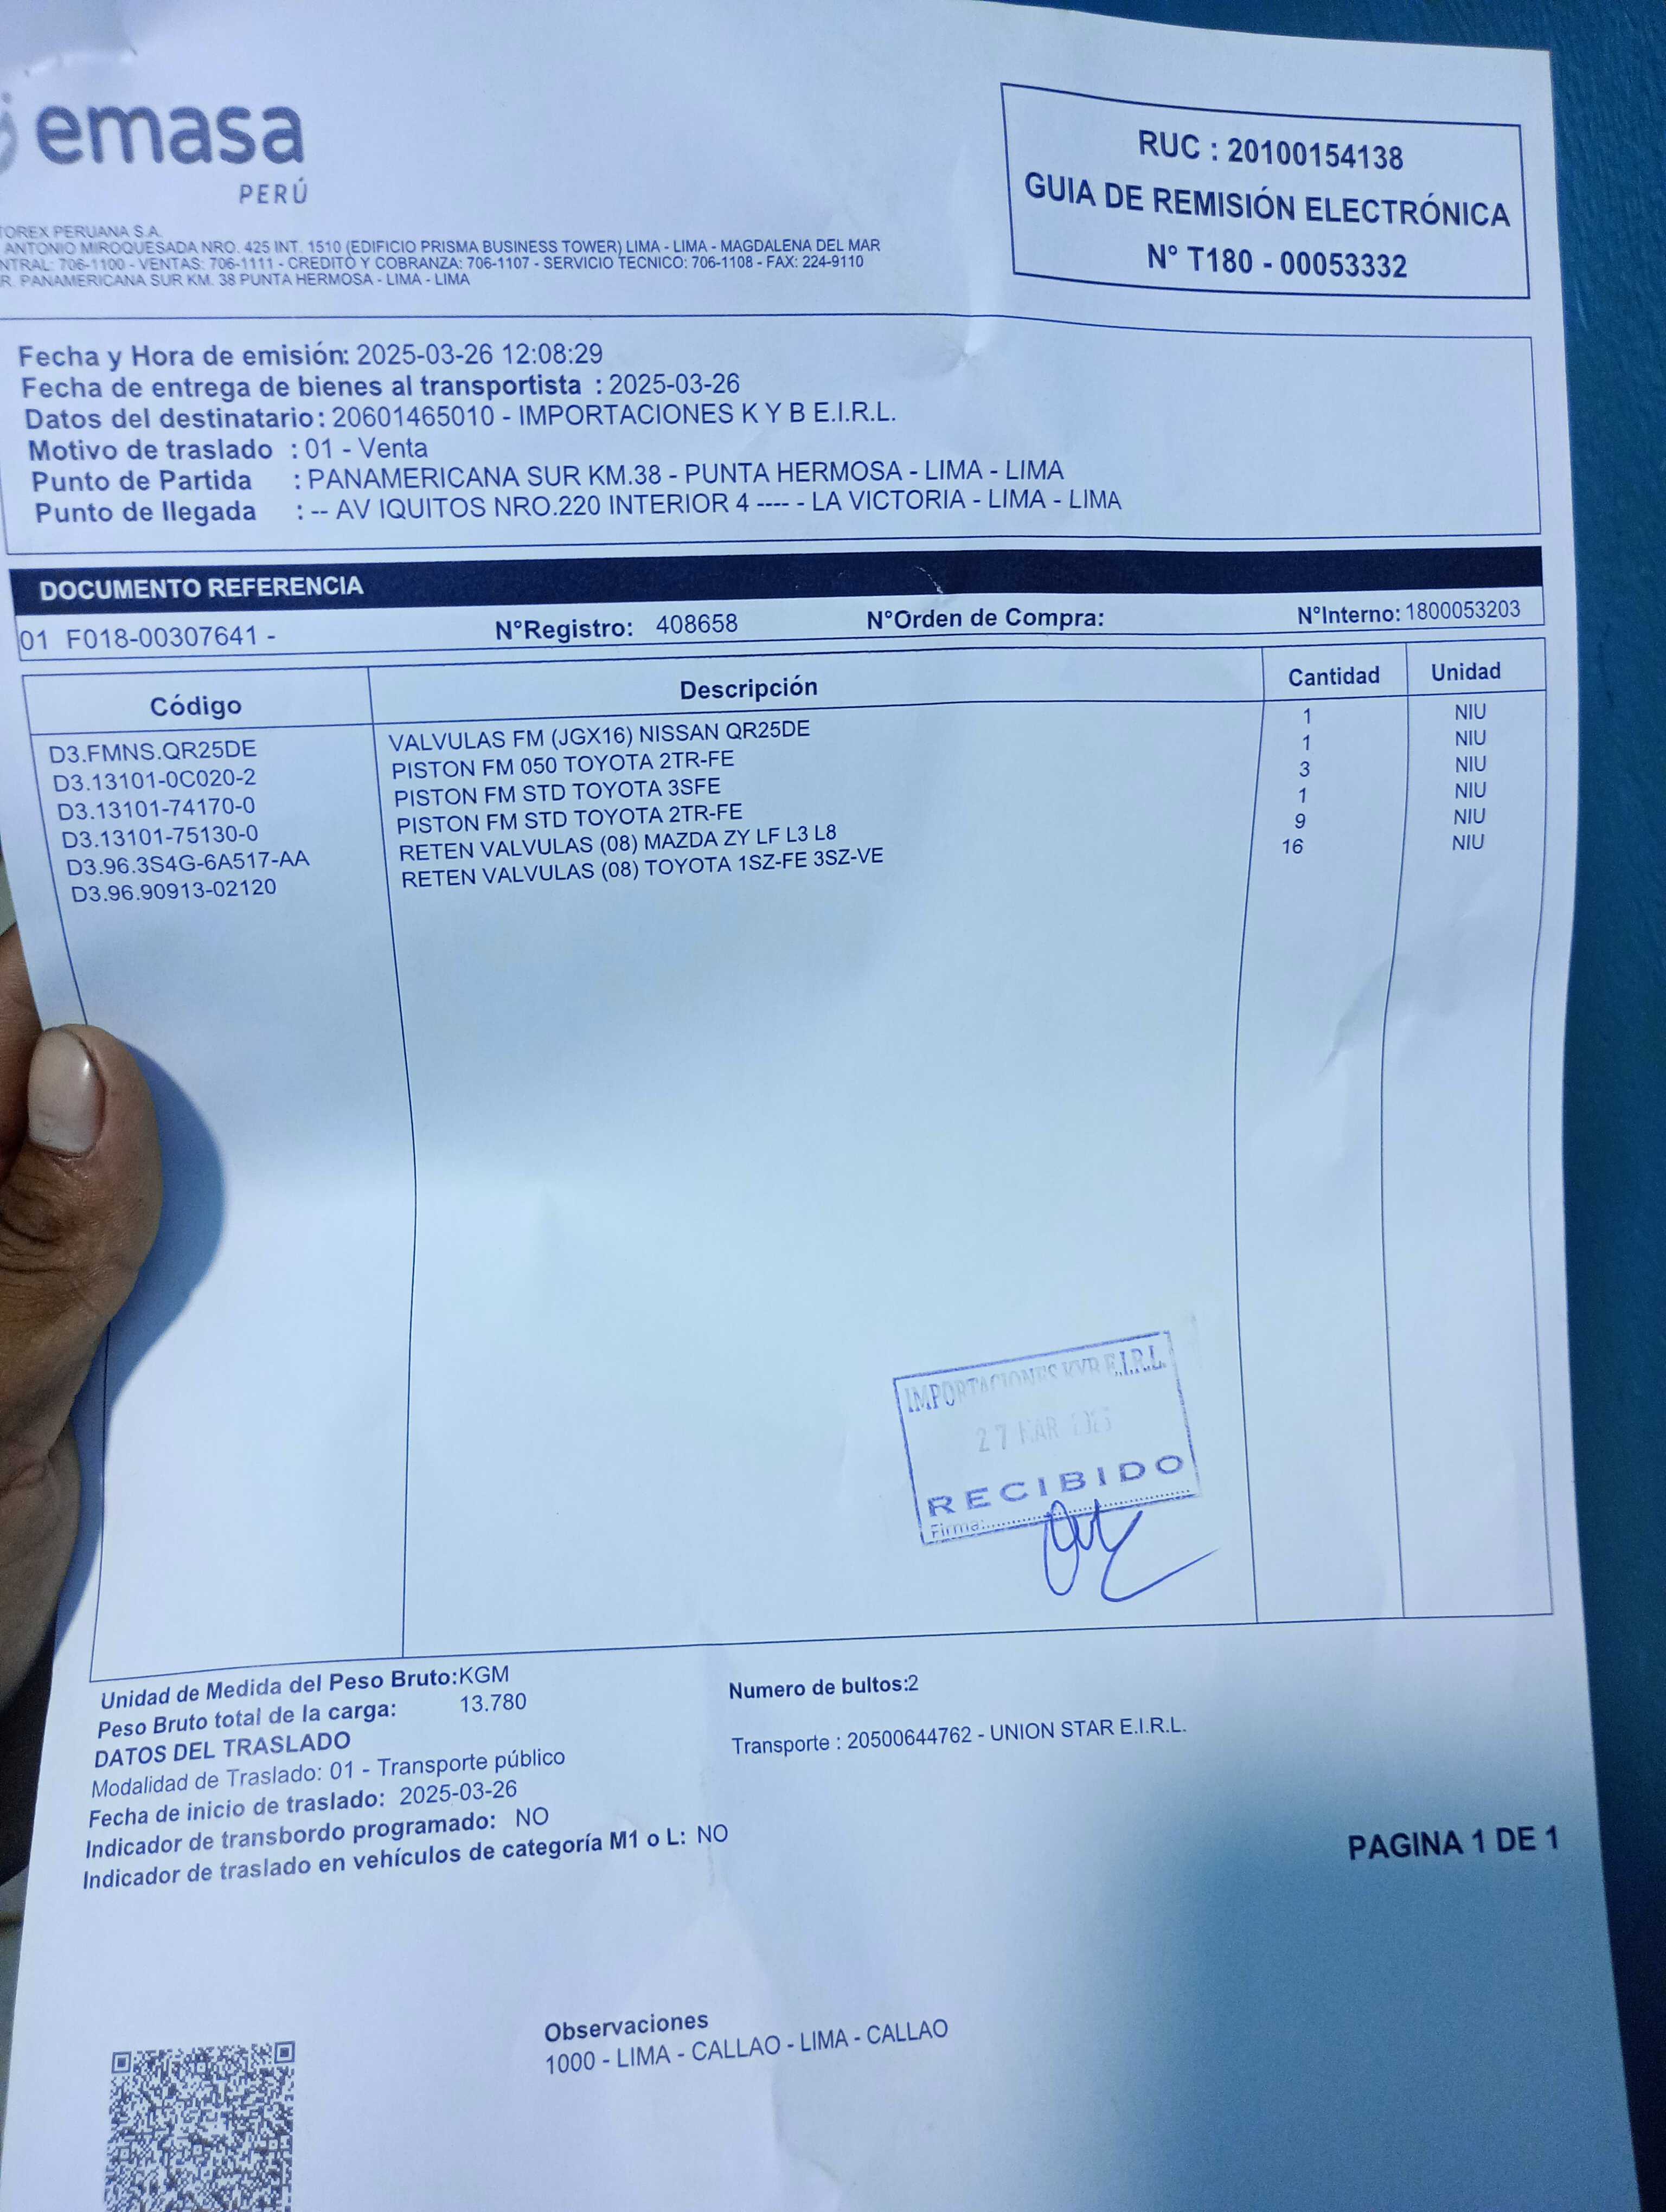 emasa
PERÚ
RUC : 20100154138
GUIA DE REMISIÓN ELECTRÓNICA
N° T180 - 00053332
TOREX PERUANA S.A.
ANTONIO MIROQUESADA NRO. 425 INT. 1510 (EDIFICIO PRISMA BUSINESS TOWER) LIMA - LIMA - MAGDALENA DEL MAR
NTRAL: 706-1100 - VENTAS: 706-1111 - CREDITO Y COBRANZA: 706-1107 - SERVICIO TECNICO: 706-1108 - FAX: 224-9110
R. PANAMERICANA SUR KM. 38 PUNTA HERMOSA - LIMA - LIMA
Fecha y Hora de emisión: 2025-03-26 12:08:29
Fecha de entrega de bienes al transportista : 2025-03-26
Datos del destinatario: 20601465010 - IMPORTACIONES K Y B E.I.R.L.
Motivo de traslado : 01 - Venta
Punto de Partida : PANAMERICANA SUR KM.38 - PUNTA HERMOSA - LIMA - LIMA
Punto de llegada : -- AV IQUITOS NRO.220 INTERIOR 4 ---- - LA VICTORIA - LIMA - LIMA
DOCUMENTO REFERENCIA
01 F018-00307641 - N°Registro: 408658 N°Orden de Compra: N°Interno: 1800053203
Código Descripción Cantidad Unidad
D3.FMNS.QR25DE VALVULAS FM (JGX16) NISSAN QR25DE 1 NIU
D3.13101-0C020-2 PISTON FM 050 TOYOTA 2TR-FE 1 NIU
D3.13101-74170-0 PISTON FM STD TOYOTA 3SFE 3 NIU
D3.13101-75130-0 PISTON FM STD TOYOTA 2TR-FE 1 NIU
D3.96.3S4G-6A517-AA RETEN VALVULAS (08) MAZDA ZY LF L3 L8 9 NIU
D3.96.90913-02120 RETEN VALVULAS (08) TOYOTA 1SZ-FE 3SZ-VE 16 NIU
IMPORTACIONES KYB E.I.R.L.
27 MAR
RECIBIDO
Firma:
Unidad de Medida del Peso Bruto:KGM
Peso Bruto total de la carga: 13.780
Numero de bultos:2
DATOS DEL TRASLADO
Modalidad de Traslado: 01 - Transporte público
Transporte : 20500644762 - UNION STAR E.I.R.L.
Fecha de inicio de traslado: 2025-03-26
Indicador de transbordo programado: NO
Indicador de traslado en vehículos de categoría M1 o L: NO
PAGINA 1 DE 1
Observaciones
1000 - LIMA - CALLAO - LIMA - CALLAO